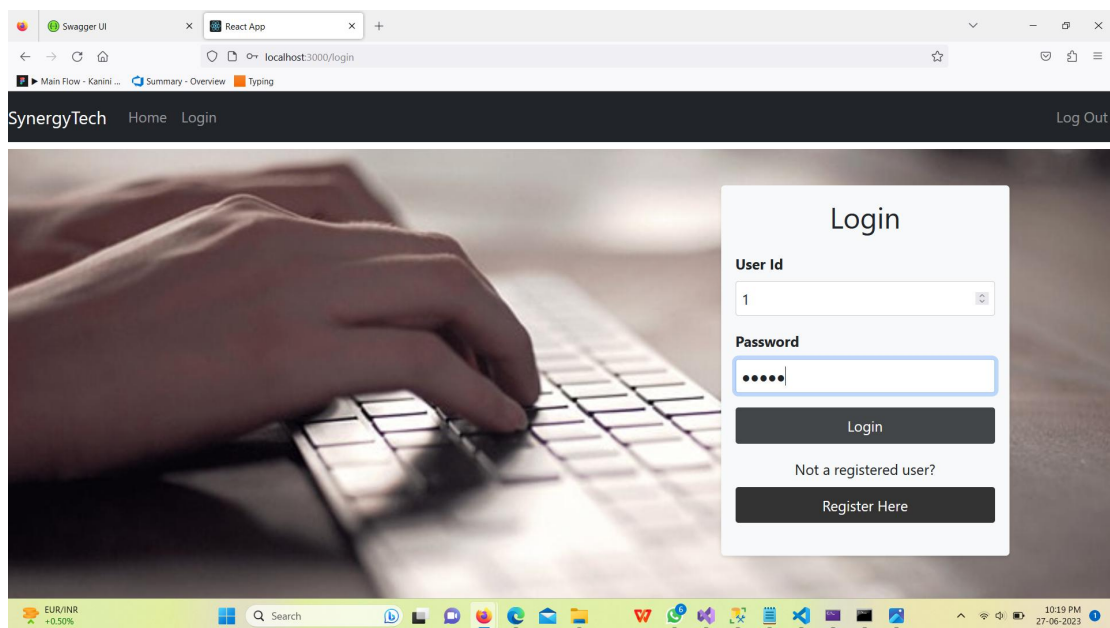 Swagger UI
React App
localhost:3000/login
Main Flow - Kanini ...
Summary - Overview
Typing
SynergyTech Home Login Log Out
Login
User Id
1
Password
•••••
Login
Not a registered user?
Register Here
EUR/INR
+0.50%
Search
6
10:19 PM
27-06-2023
1